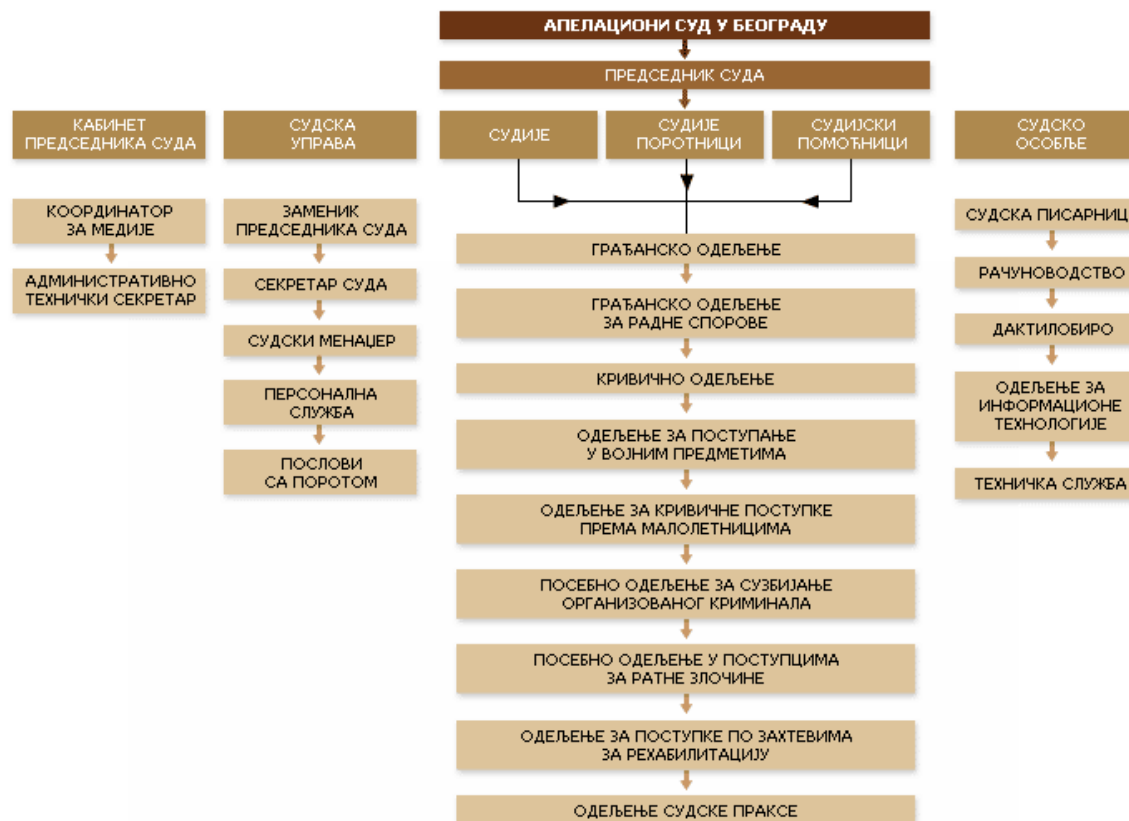 АПЕЛАЦИОНИ СУД У БЕОГРАДУ
ПРЕДСЕДНИК СУДА
КАБИНЕТ
ПРЕДСЕДНИКА СУДА
СУДСКА
УПРАВА
СУДИЈЕ
СУДИЈЕ
ПОРОТНИЦИ
СУДИЈСКИ
ПОМОЋНИЦИ
СУДСКО
ОСОБЉЕ
КООРДИНАТОР
ЗА МЕДИЈЕ
АДМИНИСТРАТИВНО
ТЕХНИЧКИ СЕКРЕТАР
ЗАМЕНИК
ПРЕДСЕДНИКА СУДА
СЕКРЕТАР СУДА
СУДСКИ МЕНАЏЕР
ПЕРСОНАЛНА
СЛУЖБА
ПОСЛОВИ
СА ПОРОТОМ
ГРАЂАНСКО ОДЕЉЕЊЕ
ГРАЂАНСКО ОДЕЉЕЊЕ
ЗА РАДНЕ СПОРОВЕ
КРИВИЧНО ОДЕЉЕЊЕ
ОДЕЉЕЊЕ ЗА ПОСТУПАЊЕ
У ВОЈНИМ ПРЕДМЕТИМА
ОДЕЉЕЊЕ ЗА КРИВИЧНЕ ПОСТУПКЕ
ПРЕМА МАЛОЛЕТНИЦИМА
ПОСЕБНО ОДЕЉЕЊЕ ЗА СУЗБИЈАЊЕ
ОРГАНИЗОВАНОГ КРИМИНАЛА
ПОСЕБНО ОДЕЉЕЊЕ У ПОСТУПЦИМА
ЗА РАТНЕ ЗЛОЧИНЕ
ОДЕЉЕЊЕ ЗА ПОСТУПКЕ ПО ЗАХТЕВИМА
ЗА РЕХАБИЛИТАЦИЈУ
ОДЕЉЕЊЕ СУДСКЕ ПРАКСЕ
СУДСКА ПИСАРНИЦ
РАЧУНОВОДСТВО
ДАКТИЛОБИРО
ОДЕЉЕЊЕ ЗА
ИНФОРМАЦИОНЕ
ТЕХНОЛОГИЈЕ
ТЕХНИЧКА СЛУЖБА